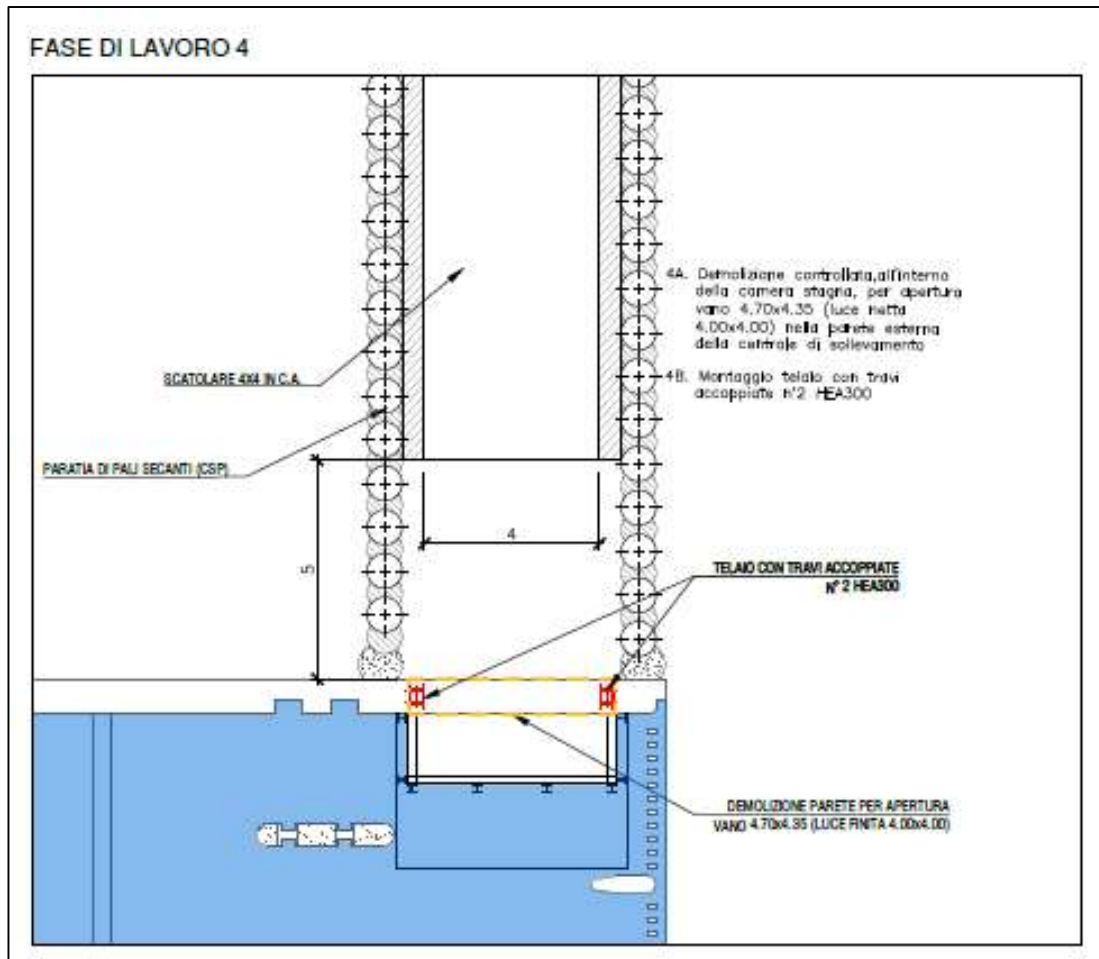 FASE DI LAVORO 4
4A. Demolizione controllata,all'interno
della camera stagna, per apertura
vano 4.70x4.35 (luce netta
4.00x4.00) nella parete esterna
della centrale di sollevamento
SCATOLARE 4X4 IN C.A.
4B. Montaggio telaio con travi
accoppiate n°2 HEA300
PARATIA DI PALI SECANTI (CSP)
4
5
TELAIO CON TRAVI ACCOPPIATE
N° 2 HEA300
DEMOLIZIONE PARETE PER APERTURA
VANO 4.70x4.35 (LUCE FINITA 4.00x4.00)